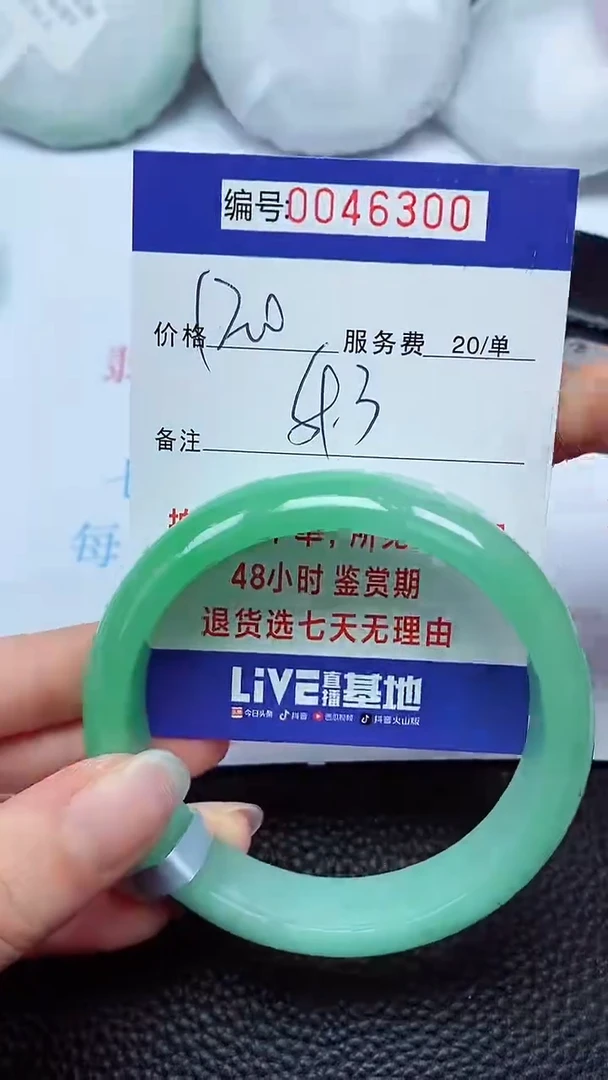 编号:0046300
价格 1200 服务费 20/单
备注
每
48小时 鉴赏期
退货选七天无理由
LiVE直播基地
今日头条 抖音 西瓜视频 抖音火山版